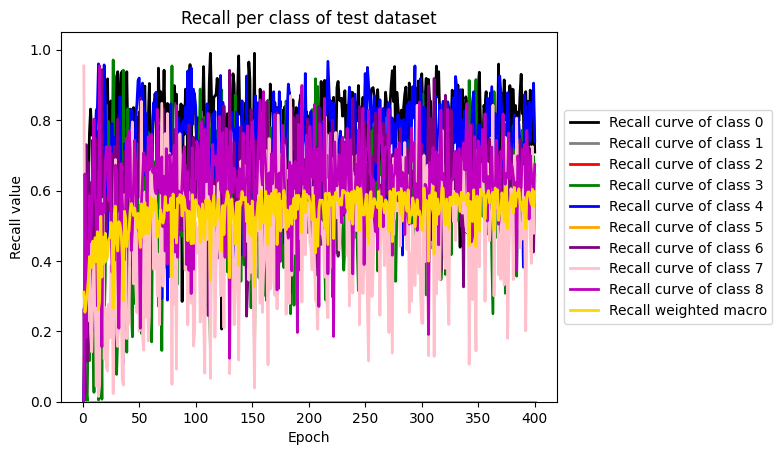 Recall per class of test dataset
1.0
0.8
0.6
0.4
0.2
0.0
Recall value
0
50
100
150
200
250
300
350
400
Epoch
Recall curve of class 0
Recall curve of class 1
Recall curve of class 2
Recall curve of class 3
Recall curve of class 4
Recall curve of class 5
Recall curve of class 6
Recall curve of class 7
Recall curve of class 8
Recall weighted macro